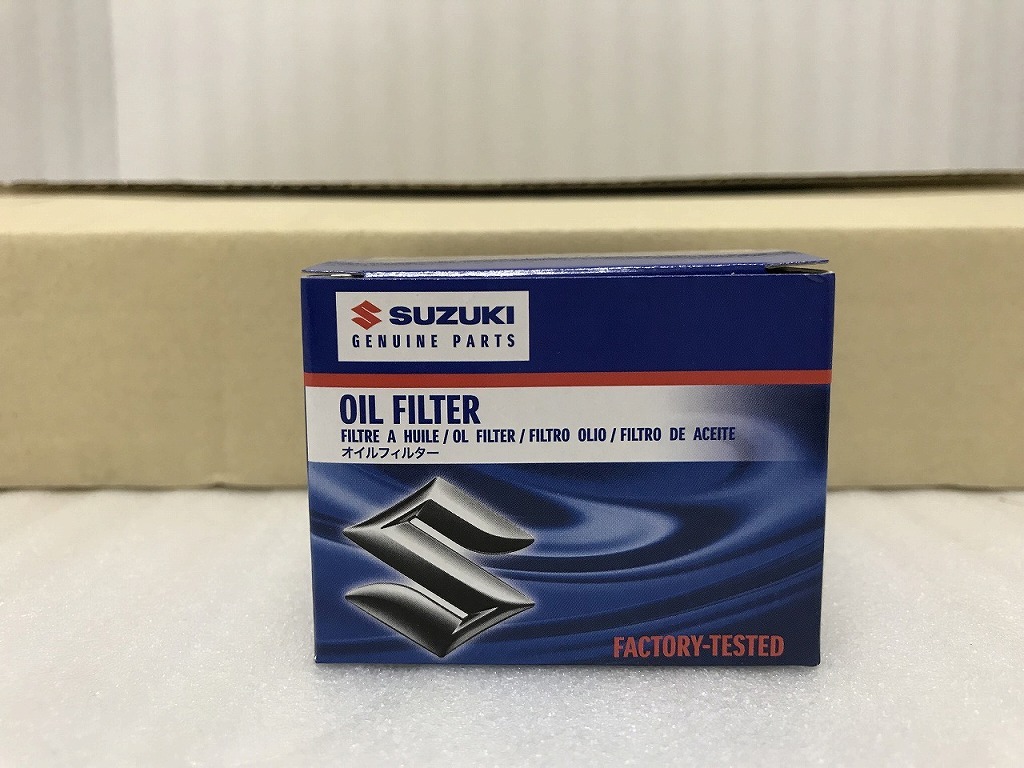 SUZUKI
GENUINE PARTS
OIL FILTER
FILTRE A HUILE / OL FILTER / FILTRO OLIO / FILTRO DE ACEITE
オイルフィルター
FACTORY-TESTED